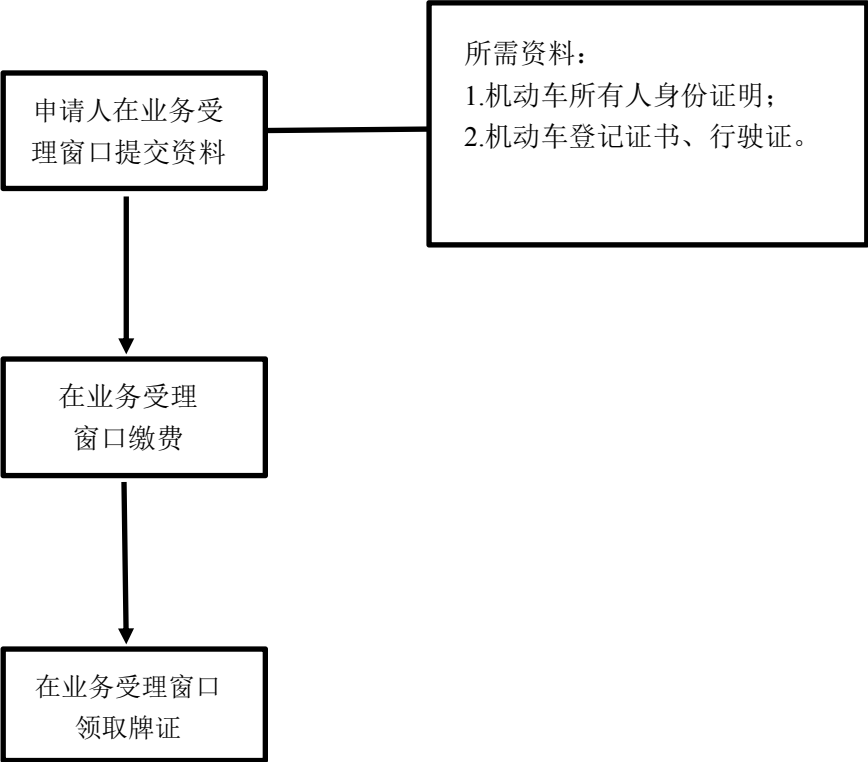 申请人在业务受
理窗口提交资料
所需资料：
1.机动车所有人身份证明；
2.机动车登记证书、行驶证。
在业务受理
窗口缴费
在业务受理窗口
领取牌证